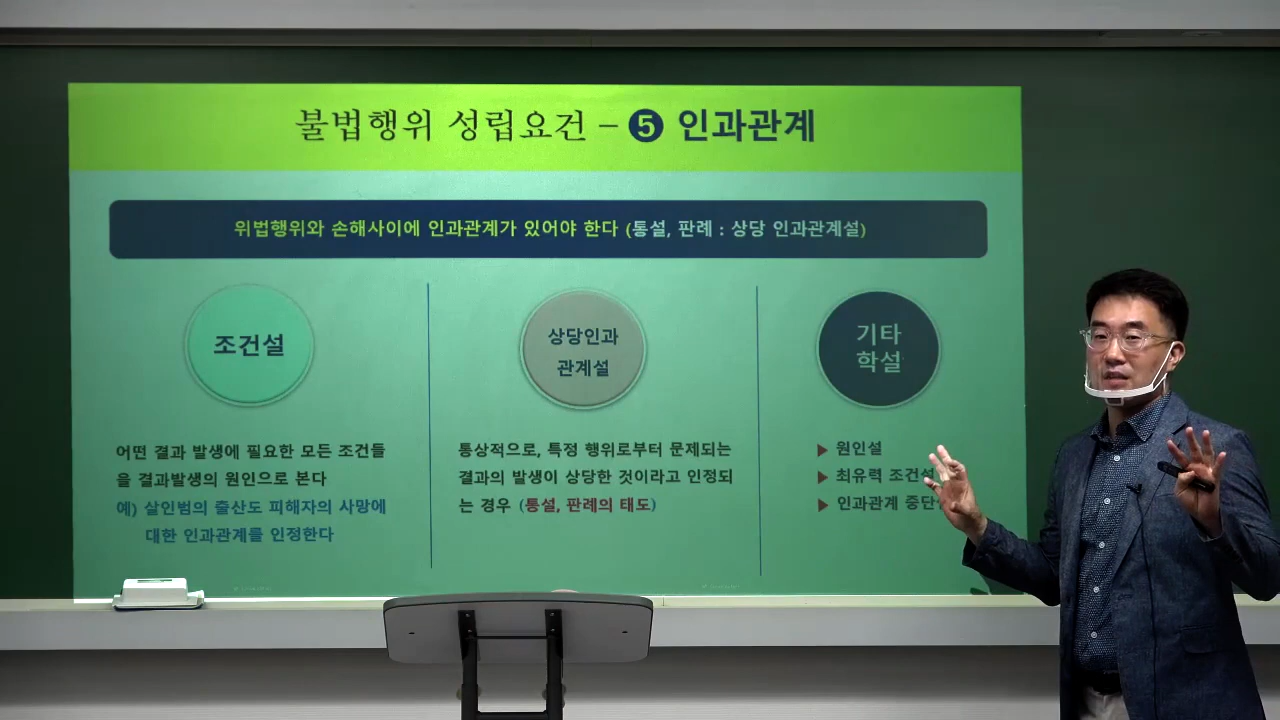 불법행위 성립요건 – ❺ 인과관계
위법행위와 손해사이에 인과관계가 있어야 한다 (통설, 판례 : 상당 인과관계설)
조건설
어떤 결과 발생에 필요한 모든 조건들
을 결과발생의 원인으로 본다
예) 살인범의 출산도 피해자의 사망에
대한 인과관계를 인정한다
상당인과
관계설
통상적으로, 특정 행위로부터 문제되는
결과의 발생이 상당한 것이라고 인정되
는 경우 (통설, 판례의 태도)
기타
학설
▶ 원인설
▶ 최유력 조건설
▶ 인과관계 중단